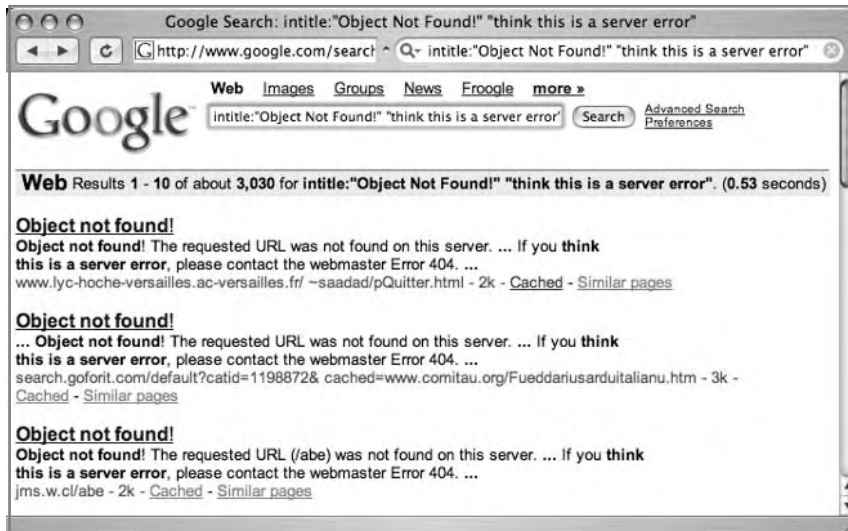 Google Search: intitle:"Object Not Found!" "think this is a server error"
G http://www.google.com/search intitle:"Object Not Found!" "think this is a server error"
Web Images Groups News Froogle more »
Google™
intitle:"Object Not Found!" "think this is a server error" Search Advanced Search
Preferences
Web Results 1 - 10 of about 3,030 for intitle:"Object Not Found!" "think this is a server error". (0.53 seconds)
Object not found!
Object not found! The requested URL was not found on this server. ... If you think
this is a server error, please contact the webmaster Error 404. ...
www.lyc-hoche-versailles.ac-versailles.fr/ ~saadad/pQuitter.html - 2k - Cached - Similar pages
Object not found!
... Object not found! The requested URL was not found on this server. ... If you think
this is a server error, please contact the webmaster Error 404. ...
search.goforit.com/default?catid=1198872& cached=www.comitau.org/Fueddariusarduitalianu.htm - 3k -
Cached - Similar pages
Object not found!
Object not found! The requested URL (/abe) was not found on this server. ... If you think
this is a server error, please contact the webmaster Error 404. ...
jms.w.cl/abe - 2k - Cached - Similar pages